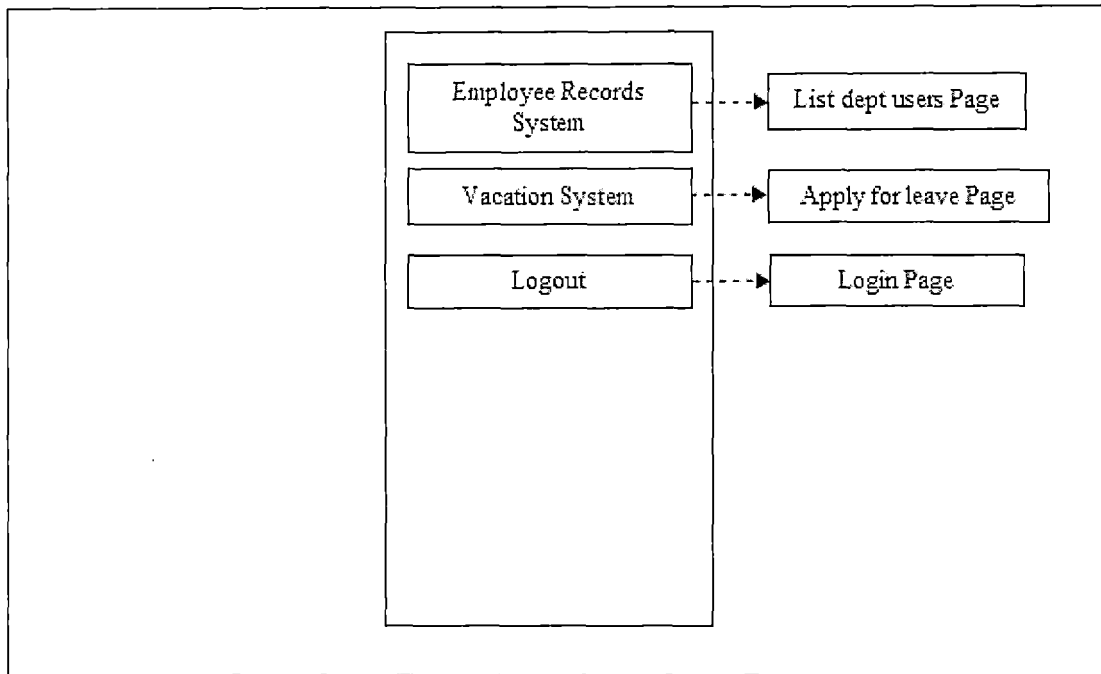 Employee Records
System
List dept users Page
Vacation System
Apply for leave Page
Logout
Login Page